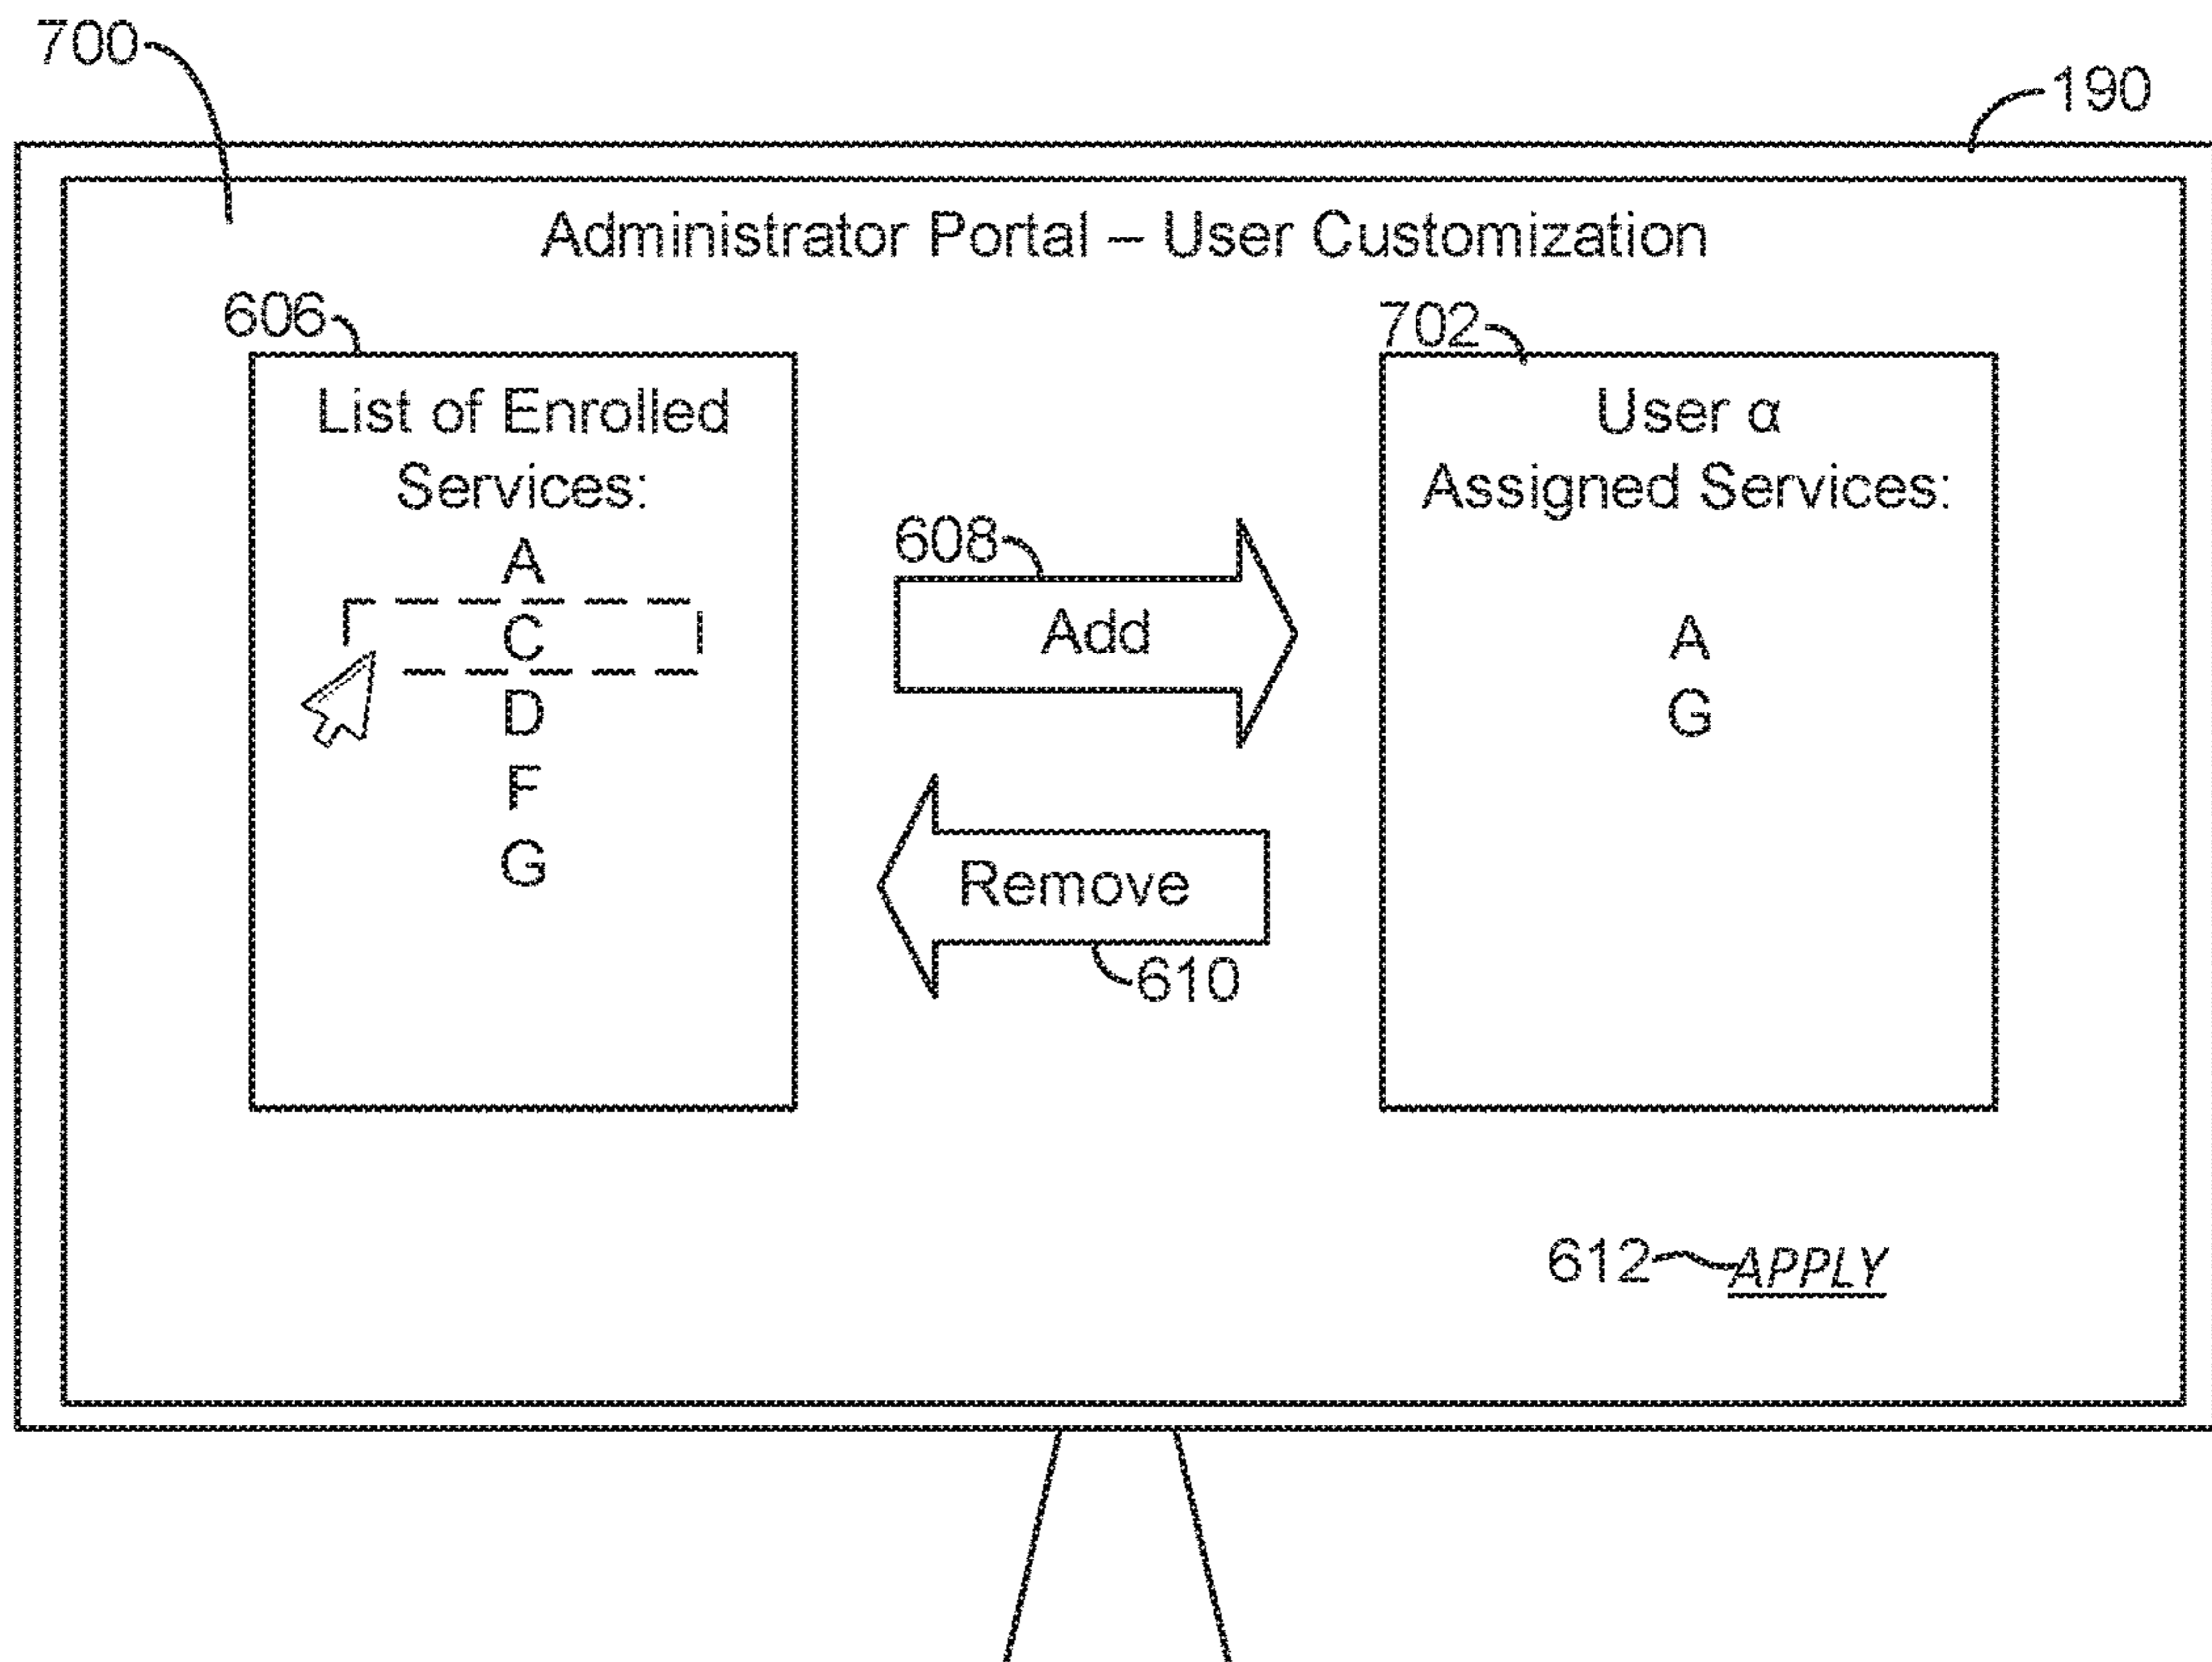 700
190
Administrator Portal – User Customization
606
702
List of Enrolled
Services:
A
C
D
F
G
608
Add
Remove
610
User α
Assigned Services:
A
G
612
APPLY